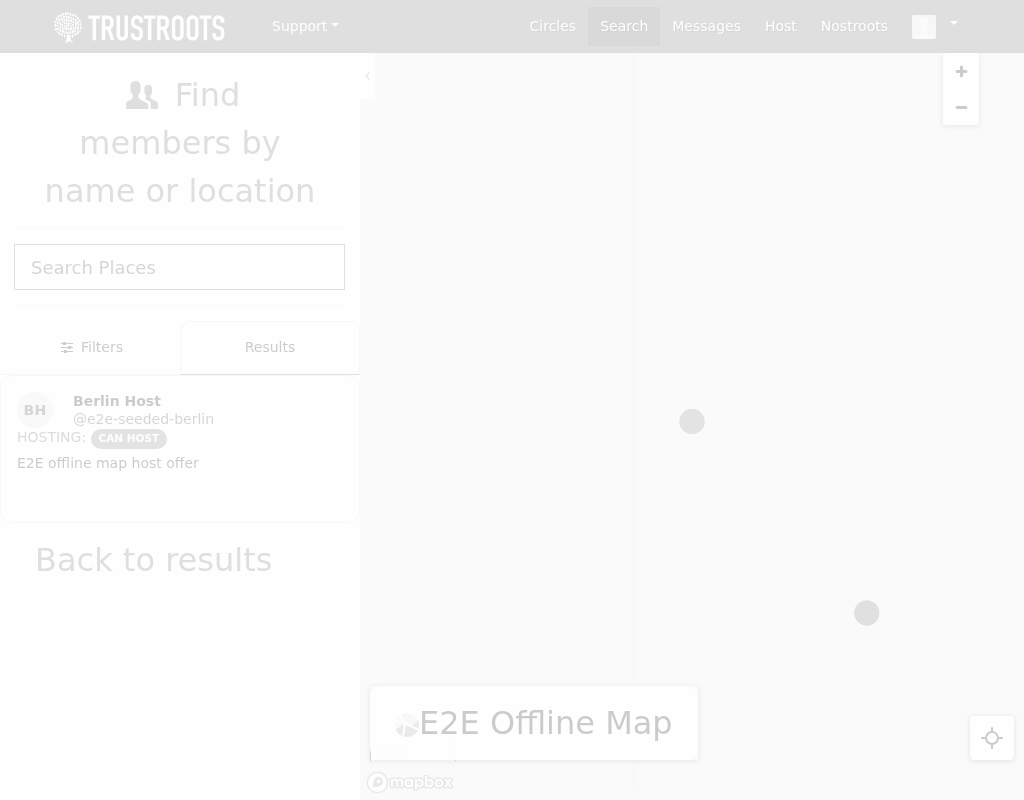 TRUSTROOTS
Support
Circles
Search
Messages
Host
Nostroots
Find
members by
name or location
Search Places
Filters
Results
BH
Berlin Host
@e2e-seeded-berlin
HOSTING: CAN HOST
E2E offline map host offer
Back to results
E2E Offline Map
mapbox